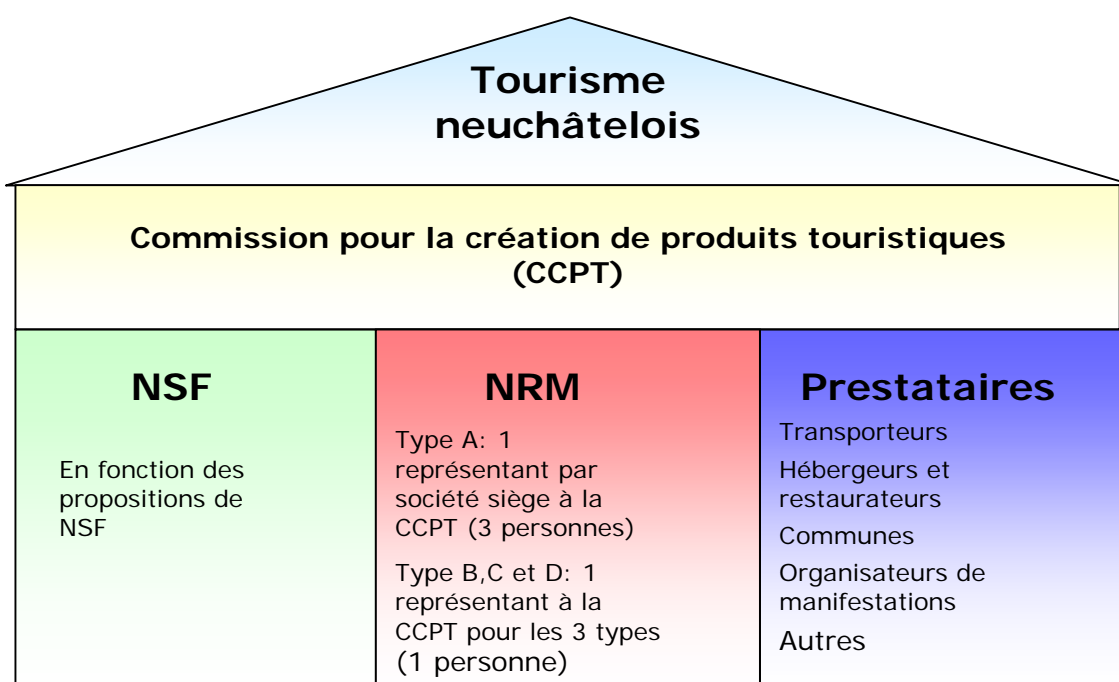 Tourisme
neuchâtelois
Commission pour la création de produits touristiques
(CCPT)
NSF
En fonction des
propositions de
NSF
NRM
Type A: 1
représentant par
société siège à la
CCPT (3 personnes)
Type B,C et D: 1
représentant à la
CCPT pour les 3 types
(1 personne)
Prestataires
Transporteurs
Hébergeurs et
restaurateurs
Communes
Organisateurs de
manifestations
Autres